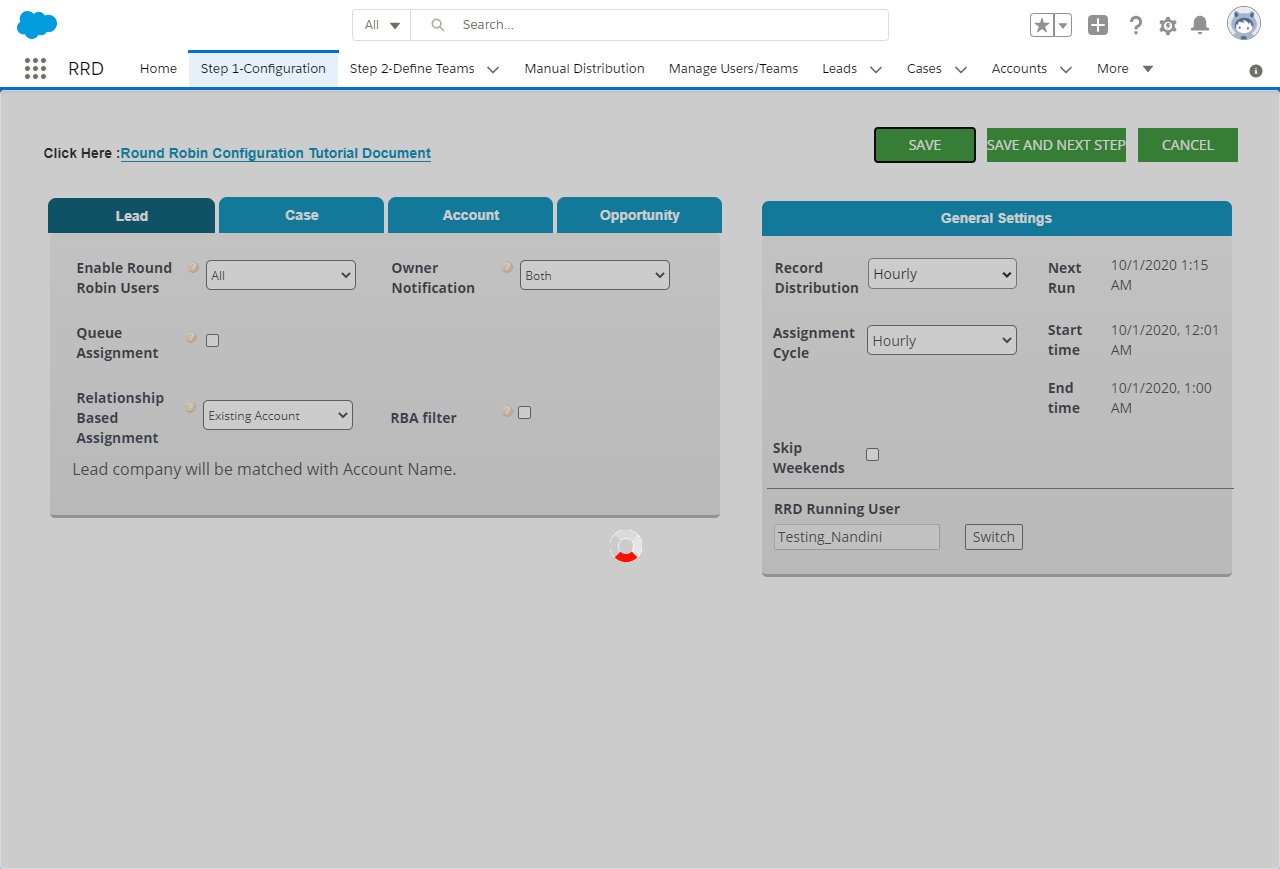 All
Search...
RRD
Home
Step 1-Configuration
Step 2-Define Teams
Manual Distribution
Manage Users/Teams
Leads
Cases
Accounts
More
Click Here :Round Robin Configuration Tutorial Document
SAVE
SAVE AND NEXT STEP
CANCEL
Lead
Case
Account
Opportunity
Enable Round
Robin Users
All
Owner
Notification
Both
Queue
Assignment
Relationship
Based
Assignment
Existing Account
RBA filter
Lead company will be matched with Account Name.
General Settings
Record
Distribution
Hourly
Next
Run
10/1/2020 1:15
AM
Assignment
Cycle
Hourly
Start
time
10/1/2020, 12:01
AM
End
time
10/1/2020, 1:00
AM
Skip
Weekends
RRD Running User
Testing_Nandini
Switch